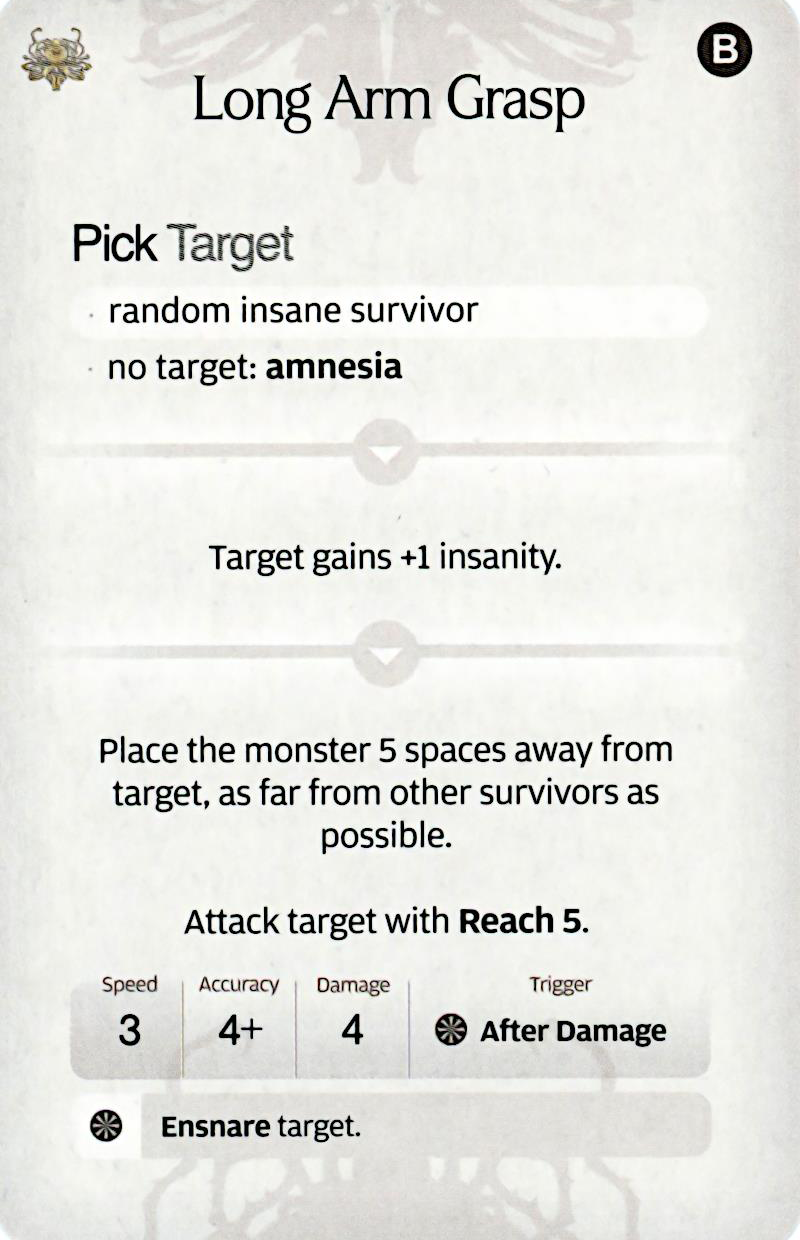 B
Long Arm Grasp
Pick Target
· random insane survivor
· no target: amnesia
Target gains +1 insanity.
Place the monster 5 spaces away from
target, as far from other survivors as
possible.
Attack target with Reach 5.
Speed Accuracy Damage Trigger
3 4+ 4 After Damage
Ensnare target.